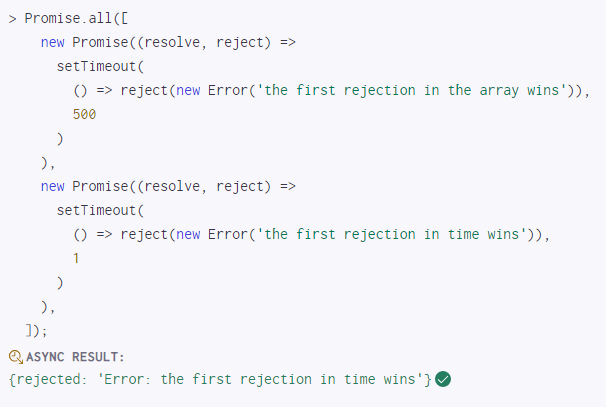 > Promise.all([
    new Promise((resolve, reject) =>
      setTimeout(
        () => reject(new Error('the first rejection in the array wins')),
        500
      )
    ),
    new Promise((resolve, reject) =>
      setTimeout(
        () => reject(new Error('the first rejection in time wins')),
        1
      )
    ),
  ]);
ASYNC RESULT:
{rejected: 'Error: the first rejection in time wins'}